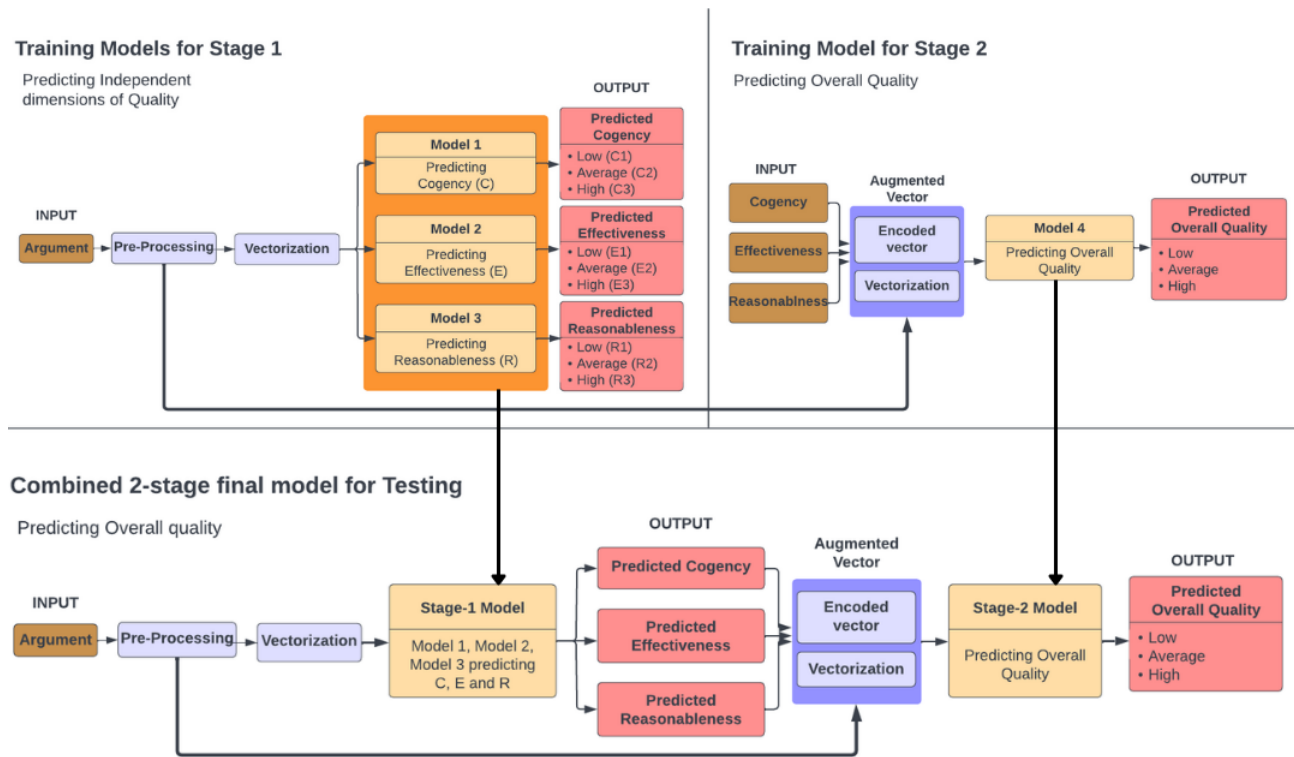 Training Models for Stage 1
Predicting Independent
dimensions of Quality
INPUT
Argument
Pre-Processing
Vectorization
Model 1
Predicting
Cogency (C)
Model 2
Predicting
Effectiveness (E)
Model 3
Predicting
Reasonableness (R)
OUTPUT
Predicted
Cogency
• Low (C1)
• Average (C2)
• High (C3)
Predicted
Effectiveness
• Low (E1)
• Average (E2)
• High (E3)
Predicted
Reasonableness
• Low (R1)
• Average (R2)
• High (R3)
Training Model for Stage 2
Predicting Overall Quality
INPUT
Cogency
Effectiveness
Reasonablness
Augmented
Vector
Encoded
vector
Vectorization
Model 4
Predicting Overall
Quality
OUTPUT
Predicted
Overall Quality
• Low
• Average
• High
Combined 2-stage final model for Testing
Predicting Overall quality
INPUT
Argument
Pre-Processing
Vectorization
Stage-1 Model
Model 1, Model 2,
Model 3 predicting
C, E and R
OUTPUT
Predicted Cogency
Predicted
Effectiveness
Predicted
Reasonableness
Augmented
Vector
Encoded
vector
Vectorization
Stage-2 Model
Predicting Overall
Quality
OUTPUT
Predicted
Overall Quality
• Low
• Average
• High